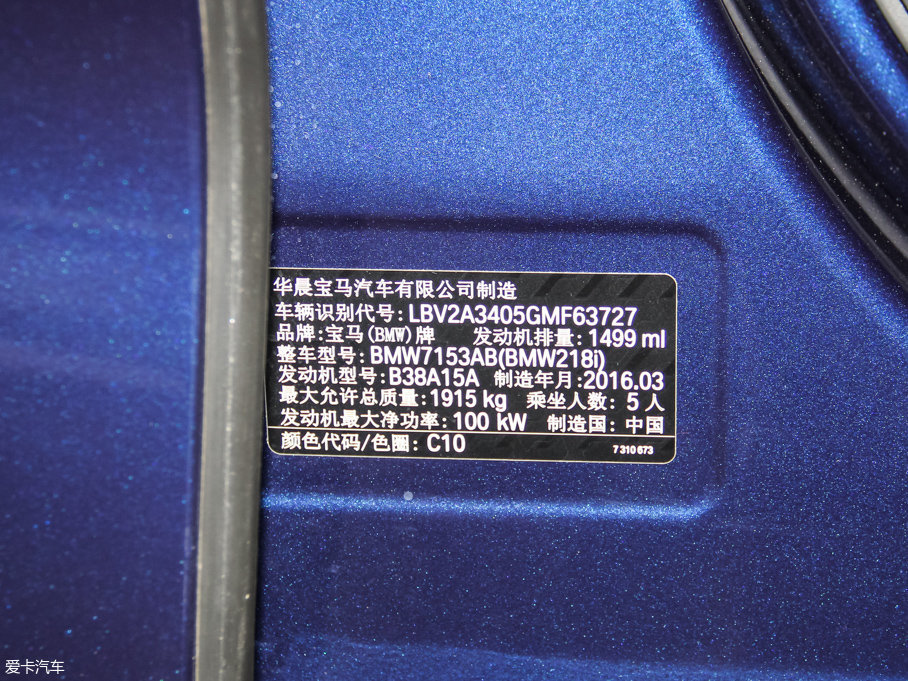 华晨宝马汽车有限公司制造
车辆识别代号: LBV2A3405GMF63727
品牌:宝马(BMW)牌 发动机排量: 1499 ml
整车型号: BMW7153AB(BMW218i)
发动机型号: B38A15A 制造年月: 2016.03
最大允许总质量: 1915 kg 乘坐人数: 5 人
发动机最大净功率: 100 kW 制造国: 中国
颜色代码/色圈: C10 7 310 673
爱卡汽车